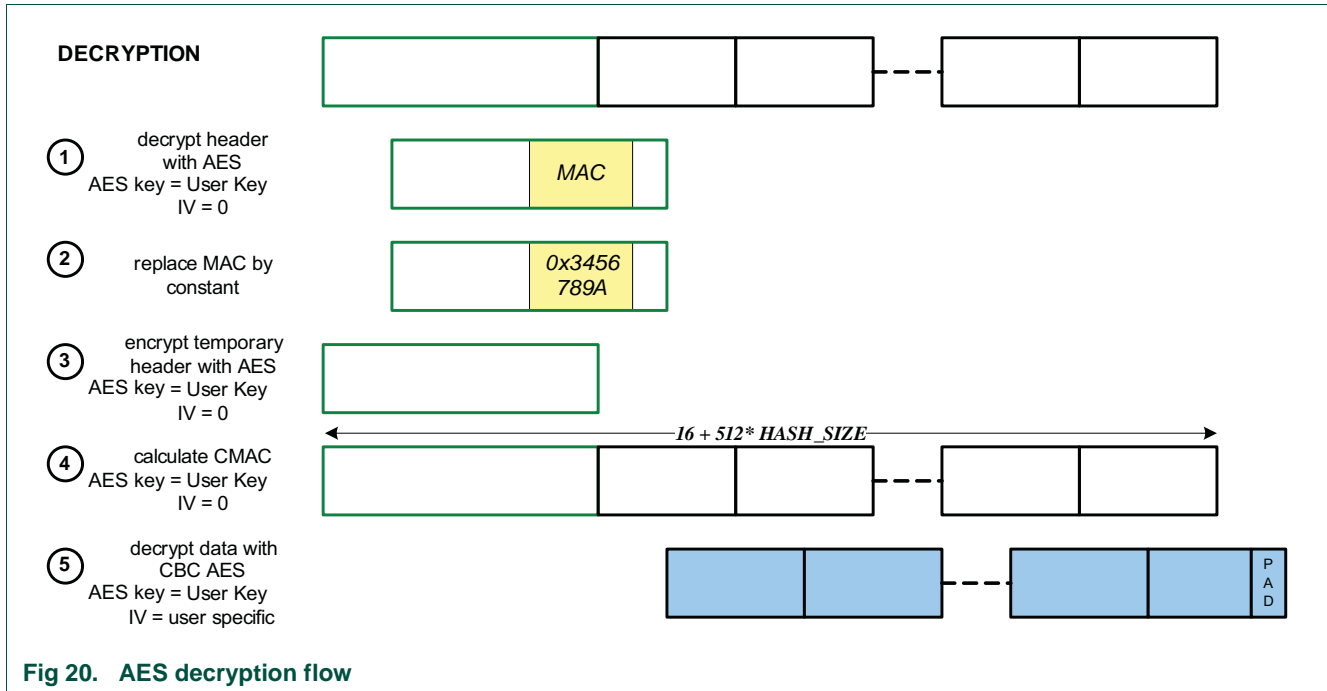 DECRYPTION
1
decrypt header
with AES
AES key = User Key
IV = 0
MAC
2
replace MAC by
constant
0x3456
789A
3
encrypt temporary
header with AES
AES key = User Key
IV = 0
16 + 512* HASH_SIZE
4
calculate CMAC
AES key = User Key
IV = 0
5
decrypt data with
CBC AES
AES key = User Key
IV = user specific
P
A
D
Fig 20. AES decryption flow